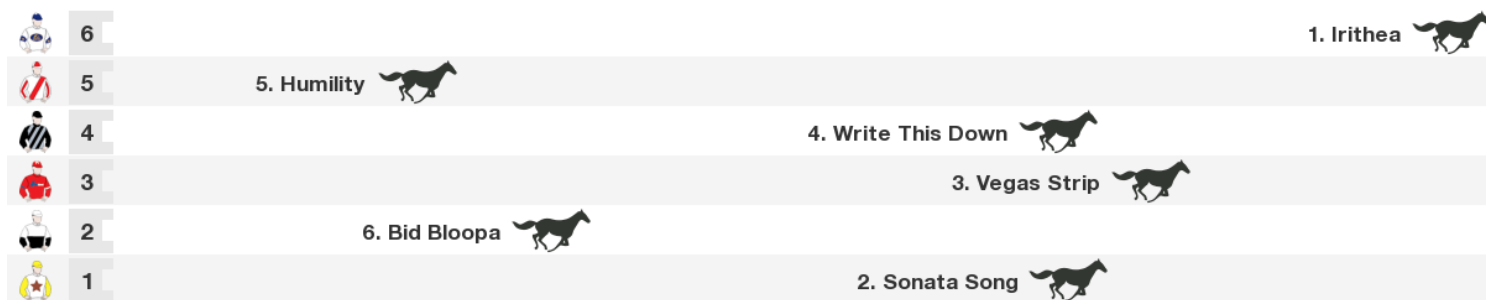 6 1. Irithea
5 5. Humility
4 4. Write This Down
3 3. Vegas Strip
2 6. Bid Bloopa
1 2. Sonata Song